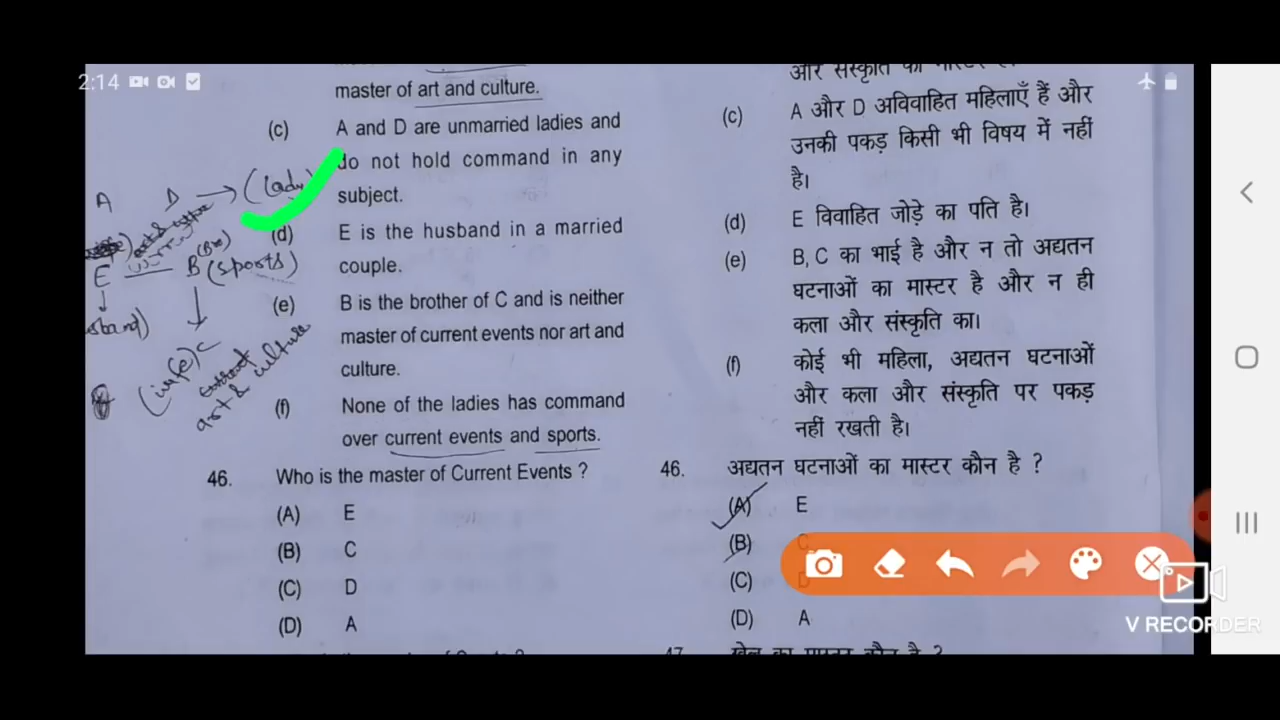 2:14
master of art and culture.
(c) A and D are unmarried ladies and
do not hold command in any
subject.
(d) E is the husband in a married
couple.
(e) B is the brother of C and is neither
master of current events nor art and
culture.
(f) None of the ladies has command
over current events and sports.
46. Who is the master of Current Events ?
(A) E
(B) C
(C) D
(D) A
A D (lady)
E B (Bro) (sports)
C
current
art & culture
और संस्कृति का मास्टर है।
(c) A और D अविवाहित महिलाएँ हैं और
उनकी पकड़ किसी भी विषय में नहीं
है।
(d) E विवाहित जोड़े का पति है।
(e) B, C का भाई है और न तो अद्यतन
घटनाओं का मास्टर है और न ही
कला और संस्कृति का।
(f) कोई भी महिला, अद्यतन घटनाओं
और कला और संस्कृति पर पकड़
नहीं रखती है।
46. अद्यतन घटनाओं का मास्टर कौन है ?
(A) E
(B) C
(C) D
(D) A
47. खेल का मास्टर कौन है ?
V RECORDER